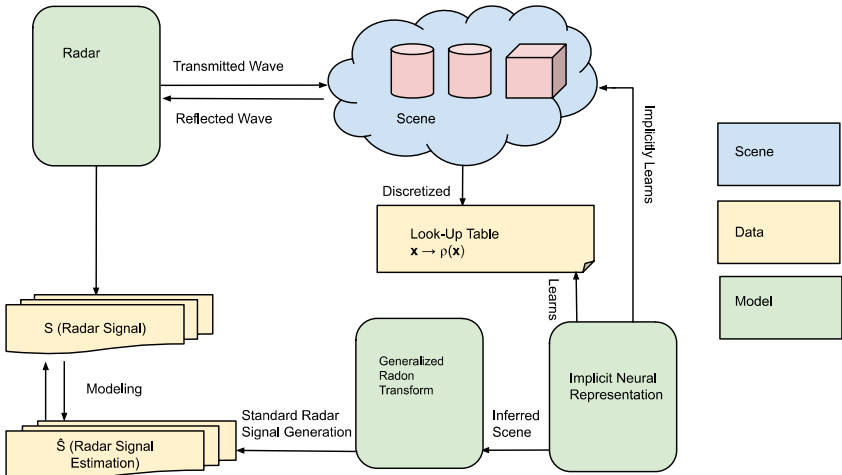 Radar
Transmitted Wave
Reflected Wave
Scene
Implicitly Learns
Discretized
Look-Up Table
x → ρ(x)
Learns
S (Radar Signal)
Modeling
Ŝ (Radar Signal
Estimation)
Standard Radar
Signal Generation
Generalized
Radon
Transform
Inferred
Scene
Implicit Neural
Representation
Scene
Data
Model